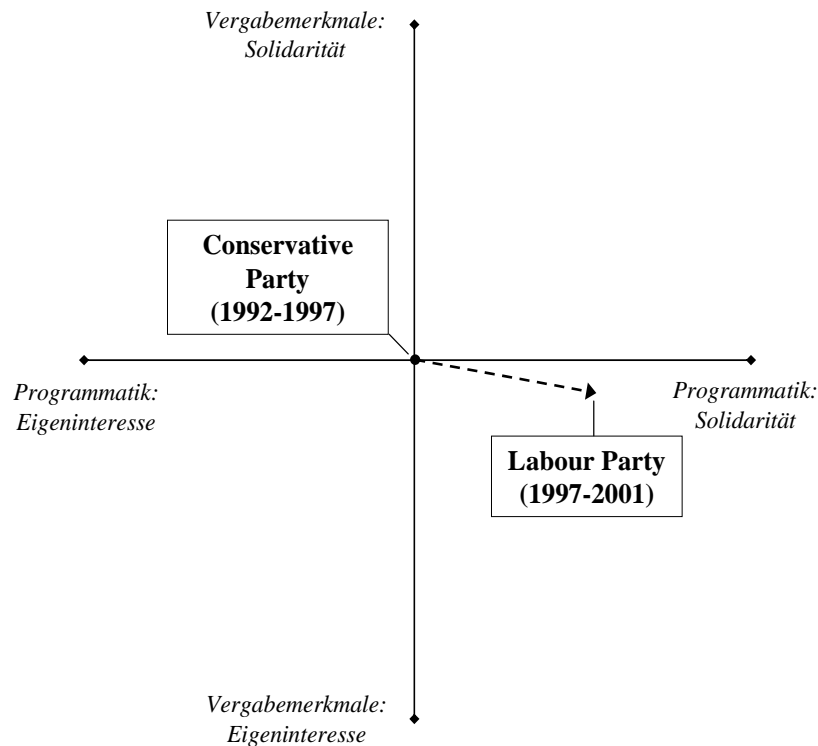 Vergabemerkmale:
Solidarität
Conservative
Party
(1992-1997)
Programmatik:
Eigeninteresse
Programmatik:
Solidarität
Labour Party
(1997-2001)
Vergabemerkmale:
Eigeninteresse